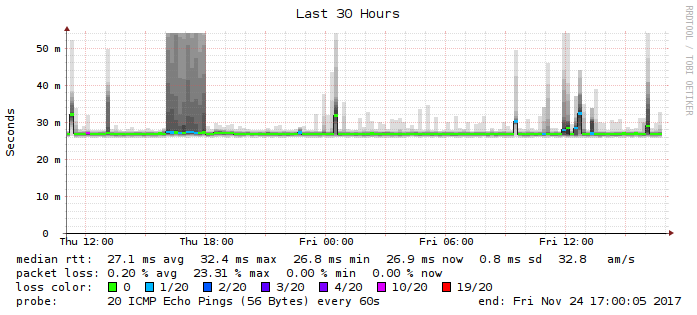 Last 30 Hours
RRDTOOL / TOBI OETIKER
Seconds
50 m
40 m
30 m
20 m
10 m
0
Thu 12:00 Thu 18:00 Fri 00:00 Fri 06:00 Fri 12:00
median rtt: 27.1 ms avg 32.4 ms max 26.8 ms min 26.9 ms now 0.8 ms sd 32.8 am/s
packet loss: 0.20 % avg 23.31 % max 0.00 % min 0.00 % now
loss color: 0 1/20 2/20 3/20 4/20 10/20 19/20
probe: 20 ICMP Echo Pings (56 Bytes) every 60s end: Fri Nov 24 17:00:05 2017